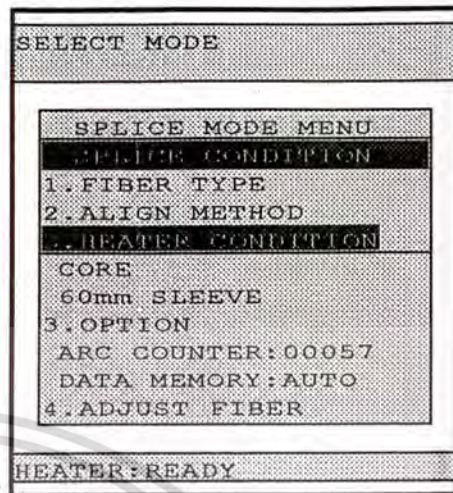 SELECT MODE
SPLICE MODE MENU
SPLICE CONDITION
1.FIBER TYPE
2.ALIGN METHOD
.HEATER CONDITION
CORE
60mm SLEEVE
3.OPTION
ARC COUNTER:00057
DATA MEMORY:AUTO
4.ADJUST FIBER
HEATER:READY